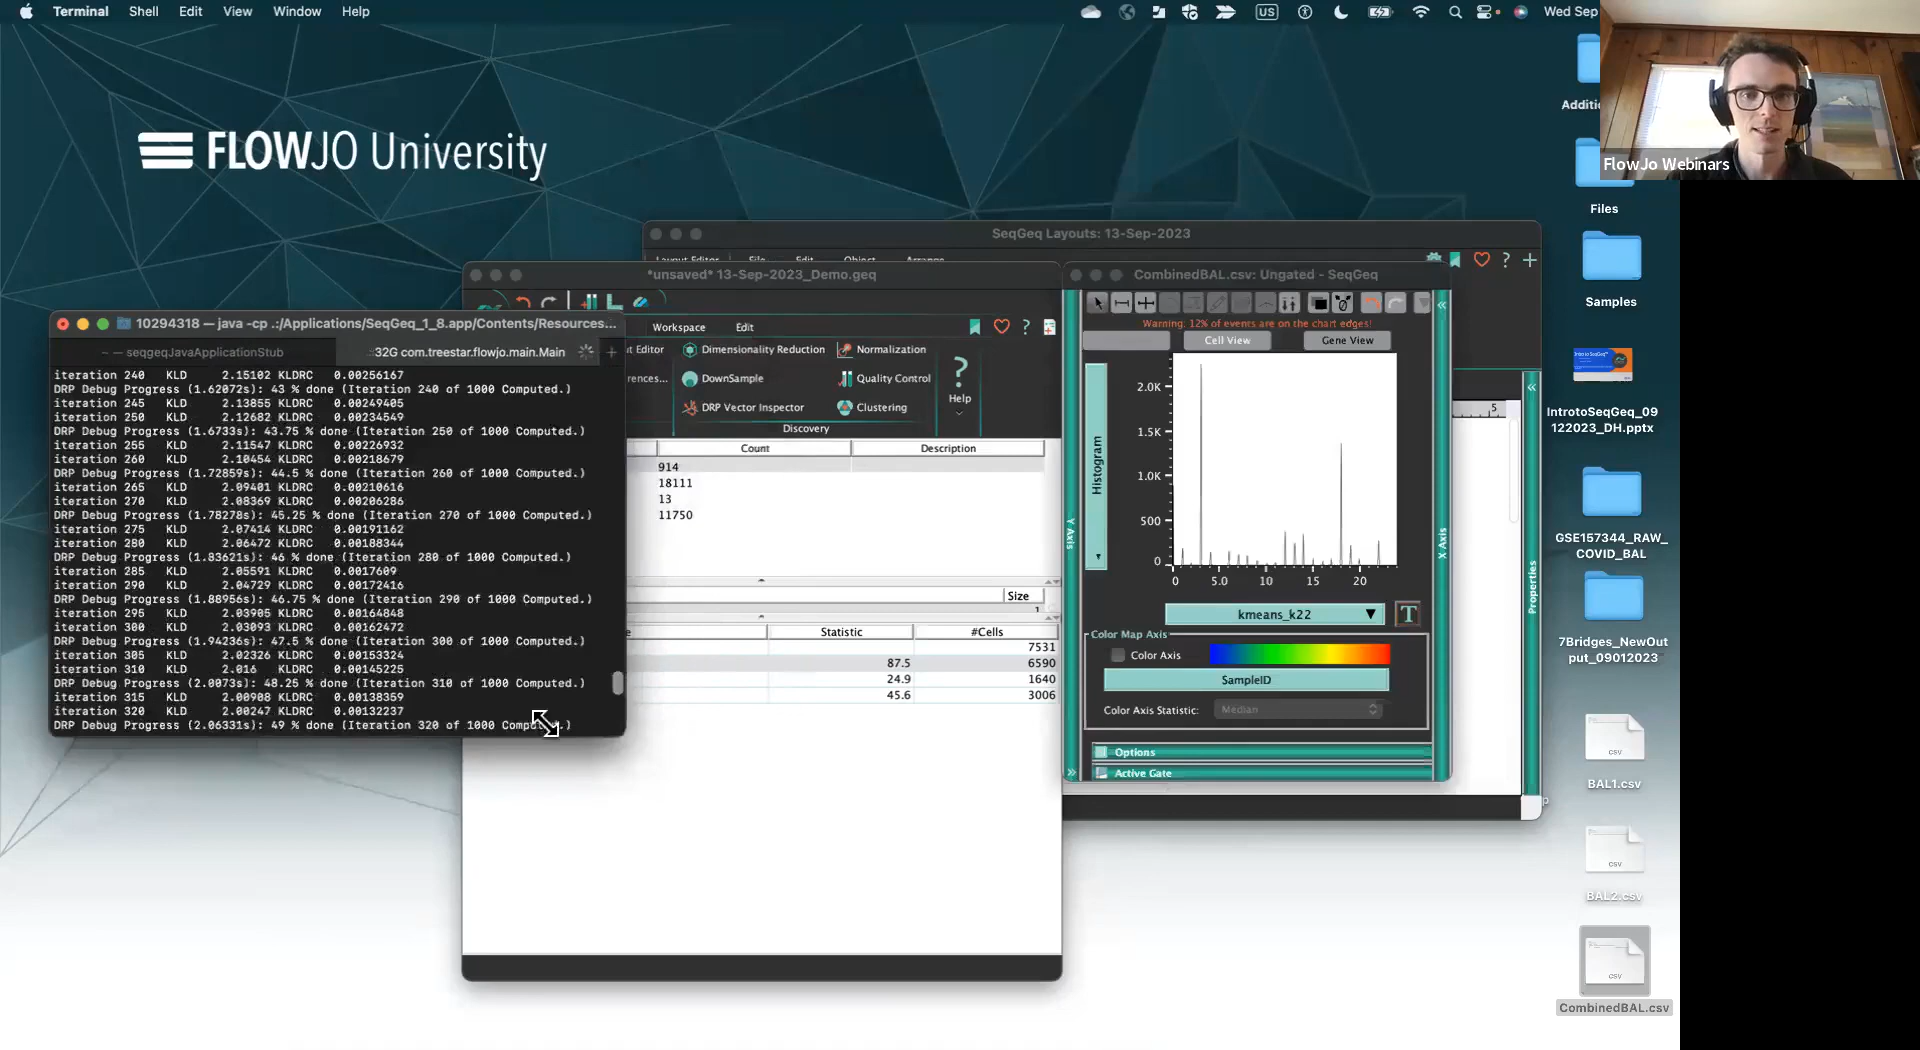 Terminal Shell Edit View Window Help
US
Wed Sep
FLOWJO University
FlowJo Webinars
Files
Samples
IntrotoSeqGeq_09
122023_DH.pptx
GSE157344_RAW_
COVID_BAL
7Bridges_NewOut
put_09012023
BAL1.csv
BAL2.csv
CombinedBAL.csv
csv
csv
csv
SeqGeq Layouts: 13-Sep-2023
Layout Editor File Edit Object Arrange
5
Properties
*unsaved* 13-Sep-2023_Demo.geq
Workspace Edit
Dimensionality Reduction Normalization
DownSample Quality Control
DRP Vector Inspector Clustering
Help
Discovery
Count Description
914
18111
13
11750
Size
1
Statistic #Cells
7531
87.5 6590
24.9 1640
45.6 3006
CombinedBAL.csv: Ungated - SeqGeq
Warning: 12% of events are on the chart edges!
Cell View Gene View
Histogram
Y Axis
X Axis
2.0K
1.5K
1.0K
500
0
0 5.0 10 15 20
kmeans_k22
T
Color Map Axis
Color Axis
SampleID
Color Axis Statistic: Median
Options
Active Gate
10294318 — java -cp .:/Applications/SeqGeq_1_8.app/Contents/Resources...
~ — seqgeqJavaApplicationStub
...:32G com.treestar.flowjo.main.Main
iteration 240 KLD 2.15102 KLDRC 0.00256167
DRP Debug Progress (1.62072s): 43 % done (Iteration 240 of 1000 Computed.)
iteration 245 KLD 2.13855 KLDRC 0.00249405
iteration 250 KLD 2.12682 KLDRC 0.00234549
DRP Debug Progress (1.6733s): 43.75 % done (Iteration 250 of 1000 Computed.)
iteration 255 KLD 2.11547 KLDRC 0.00226932
iteration 260 KLD 2.10454 KLDRC 0.00218679
DRP Debug Progress (1.72859s): 44.5 % done (Iteration 260 of 1000 Computed.)
iteration 265 KLD 2.09401 KLDRC 0.00210616
iteration 270 KLD 2.08369 KLDRC 0.00206286
DRP Debug Progress (1.78278s): 45.25 % done (Iteration 270 of 1000 Computed.)
iteration 275 KLD 2.07414 KLDRC 0.00191162
iteration 280 KLD 2.06472 KLDRC 0.00188344
DRP Debug Progress (1.83621s): 46 % done (Iteration 280 of 1000 Computed.)
iteration 285 KLD 2.05591 KLDRC 0.0017609
iteration 290 KLD 2.04729 KLDRC 0.00172416
DRP Debug Progress (1.88956s): 46.75 % done (Iteration 290 of 1000 Computed.)
iteration 295 KLD 2.03905 KLDRC 0.00164848
iteration 300 KLD 2.03093 KLDRC 0.00162472
DRP Debug Progress (1.94236s): 47.5 % done (Iteration 300 of 1000 Computed.)
iteration 305 KLD 2.02326 KLDRC 0.00153324
iteration 310 KLD 2.016 KLDRC 0.00145225
DRP Debug Progress (2.0073s): 48.25 % done (Iteration 310 of 1000 Computed.)
iteration 315 KLD 2.00908 KLDRC 0.00138359
iteration 320 KLD 2.00247 KLDRC 0.00132237
DRP Debug Progress (2.06331s): 49 % done (Iteration 320 of 1000 Computed.)